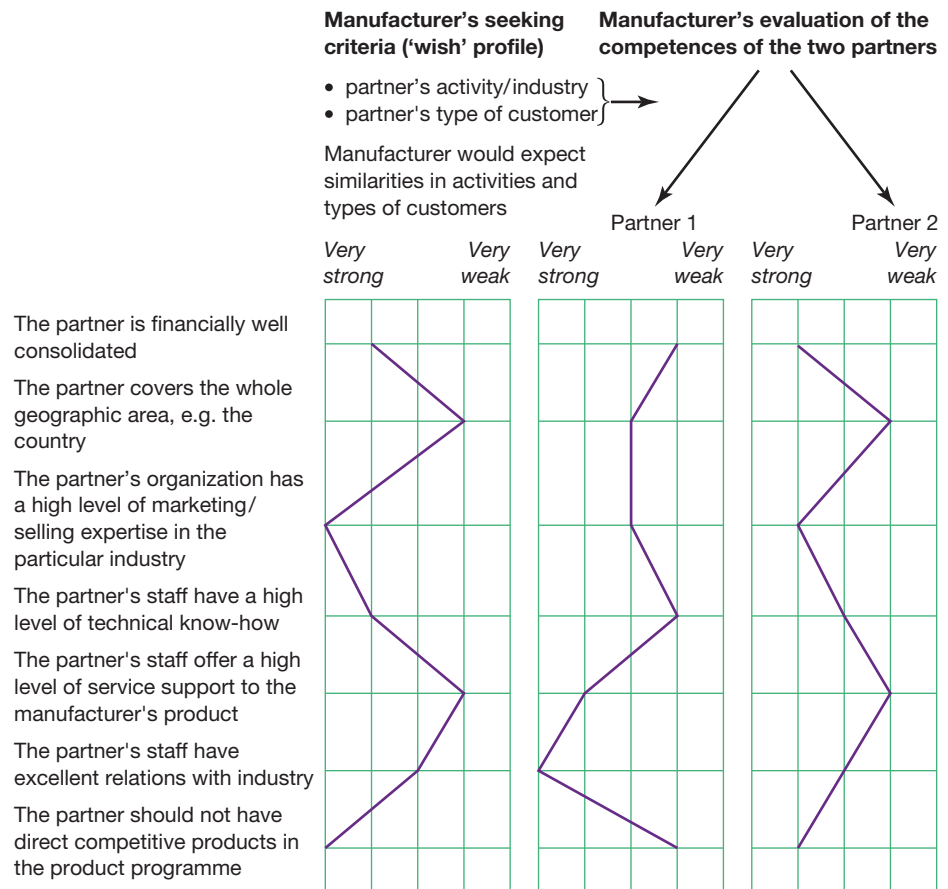 Manufacturer’s seeking
criteria (‘wish’ profile)
Manufacturer’s evaluation of the
competences of the two partners
• partner’s activity/industry
• partner's type of customer
Manufacturer would expect
similarities in activities and
types of customers
Partner 1
Partner 2
Very
strong
Very
weak
Very
strong
Very
weak
Very
strong
Very
weak
The partner is financially well
consolidated
The partner covers the whole
geographic area, e.g. the
country
The partner’s organization has
a high level of marketing/
selling expertise in the
particular industry
The partner's staff have a high
level of technical know-how
The partner's staff offer a high
level of service support to the
manufacturer's product
The partner's staff have
excellent relations with industry
The partner should not have
direct competitive products in
the product programme